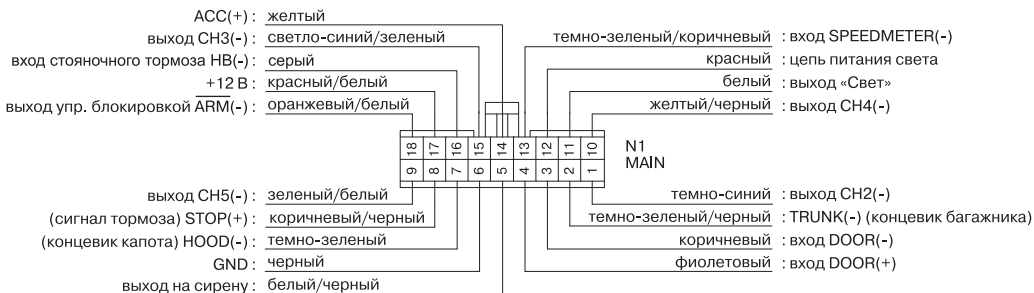 ACC(+) : желтый
выход CH3(-) : светло-синий/зеленый
вход стояночного тормоза HB(-) : серый
+12 В : красный/белый
выход упр. блокировкой ARM(-) : оранжевый/белый
темно-зеленый/коричневый : вход SPEEDMETER(-)
красный : цепь питания света
белый : выход «Свет»
желтый/черный : выход CH4(-)
18 17 16 15 14 13 12 11 10
9 8 7 6 5 4 3 2 1
N1
MAIN
выход CH5(-) : зеленый/белый
(сигнал тормоза) STOP(+) : коричневый/черный
(концевик капота) HOOD(-) : темно-зеленый
GND : черный
выход на сирену : белый/черный
темно-синий : выход CH2(-)
темно-зеленый/черный : TRUNK(-) (концевик багажника)
коричневый : вход DOOR(-)
фиолетовый : вход DOOR(+)